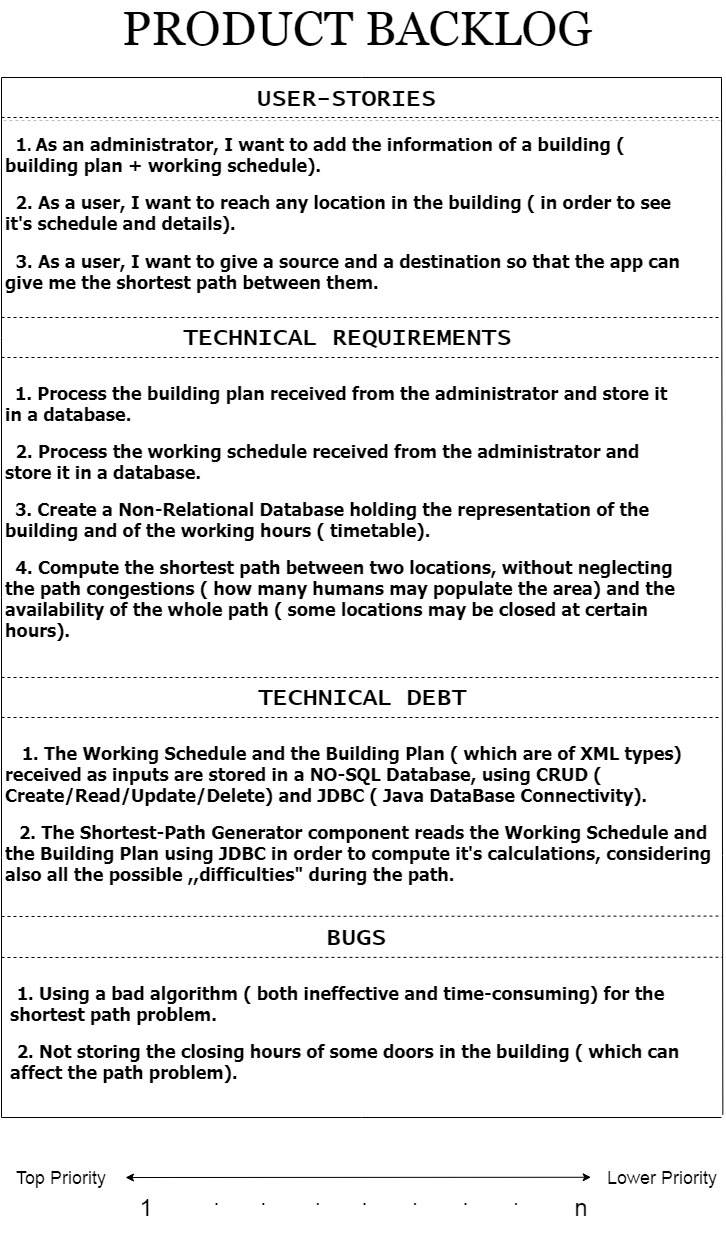 PRODUCT BACKLOG
USER-STORIES
1. As an administrator, I want to add the information of a building (
building plan + working schedule).
2. As a user, I want to reach any location in the building ( in order to see
it's schedule and details).
3. As a user, I want to give a source and a destination so that the app can
give me the shortest path between them.
TECHNICAL REQUIREMENTS
1. Process the building plan received from the administrator and store it
in a database.
2. Process the working schedule received from the administrator and
store it in a database.
3. Create a Non-Relational Database holding the representation of the
building and of the working hours ( timetable).
4. Compute the shortest path between two locations, without neglecting
the path congestions ( how many humans may populate the area) and the
availability of the whole path ( some locations may be closed at certain
hours).
TECHNICAL DEBT
1. The Working Schedule and the Building Plan ( which are of XML types)
received as inputs are stored in a NO-SQL Database, using CRUD (
Create/Read/Update/Delete) and JDBC ( Java DataBase Connectivity).
2. The Shortest-Path Generator component reads the Working Schedule and
the Building Plan using JDBC in order to compute it's calculations, considering
also all the possible ,,difficulties" during the path.
BUGS
1. Using a bad algorithm ( both ineffective and time-consuming) for the
shortest path problem.
2. Not storing the closing hours of some doors in the building ( which can
affect the path problem).
Top Priority Lower Priority
1 . . . . . . . n